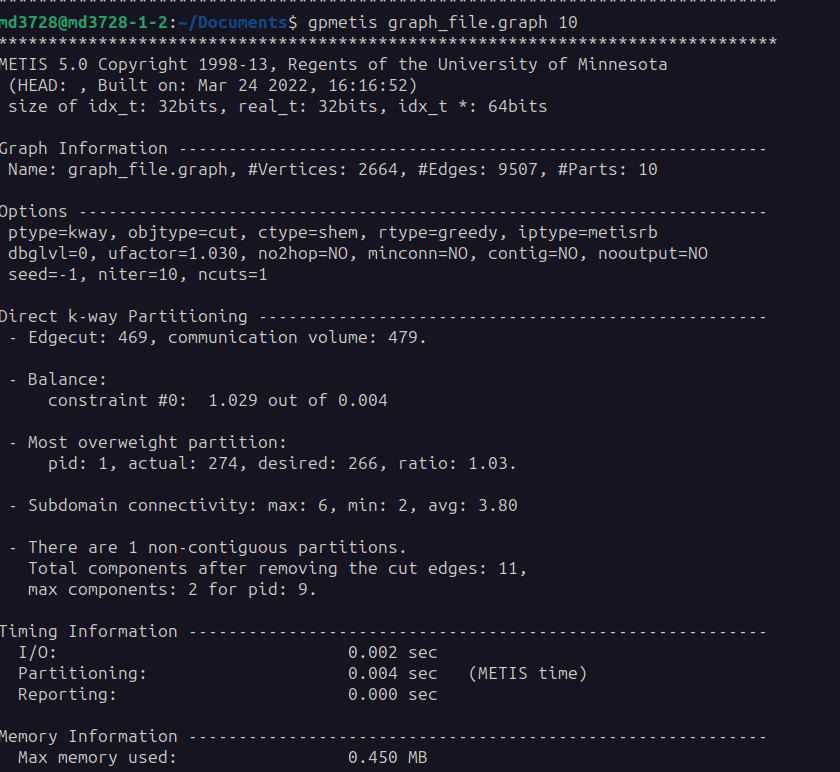 md3728@md3728-1-2:~/Documents$ gpmetis graph_file.graph 10
******************************************************************************
METIS 5.0 Copyright 1998-13, Regents of the University of Minnesota
(HEAD: , Built on: Mar 24 2022, 16:16:52)
size of idx_t: 32bits, real_t: 32bits, idx_t *: 64bits
Graph Information -----------------------------------------------------------
Name: graph_file.graph, #Vertices: 2664, #Edges: 9507, #Parts: 10
Options ---------------------------------------------------------------------
ptype=kway, objtype=cut, ctype=shem, rtype=greedy, iptype=metisrb
dbglvl=0, ufactor=1.030, no2hop=NO, minconn=NO, contig=NO, nooutput=NO
seed=-1, niter=10, ncuts=1
Direct k-way Partitioning ---------------------------------------------------
- Edgecut: 469, communication volume: 479.
- Balance:
constraint #0:  1.029 out of 0.004
- Most overweight partition:
pid: 1, actual: 274, desired: 266, ratio: 1.03.
- Subdomain connectivity: max: 6, min: 2, avg: 3.80
- There are 1 non-contiguous partitions.
Total components after removing the cut edges: 11,
max components: 2 for pid: 9.
Timing Information ----------------------------------------------------------
I/O: 0.002 sec
Partitioning: 0.004 sec   (METIS time)
Reporting: 0.000 sec
Memory Information ----------------------------------------------------------
Max memory used: 0.450 MB